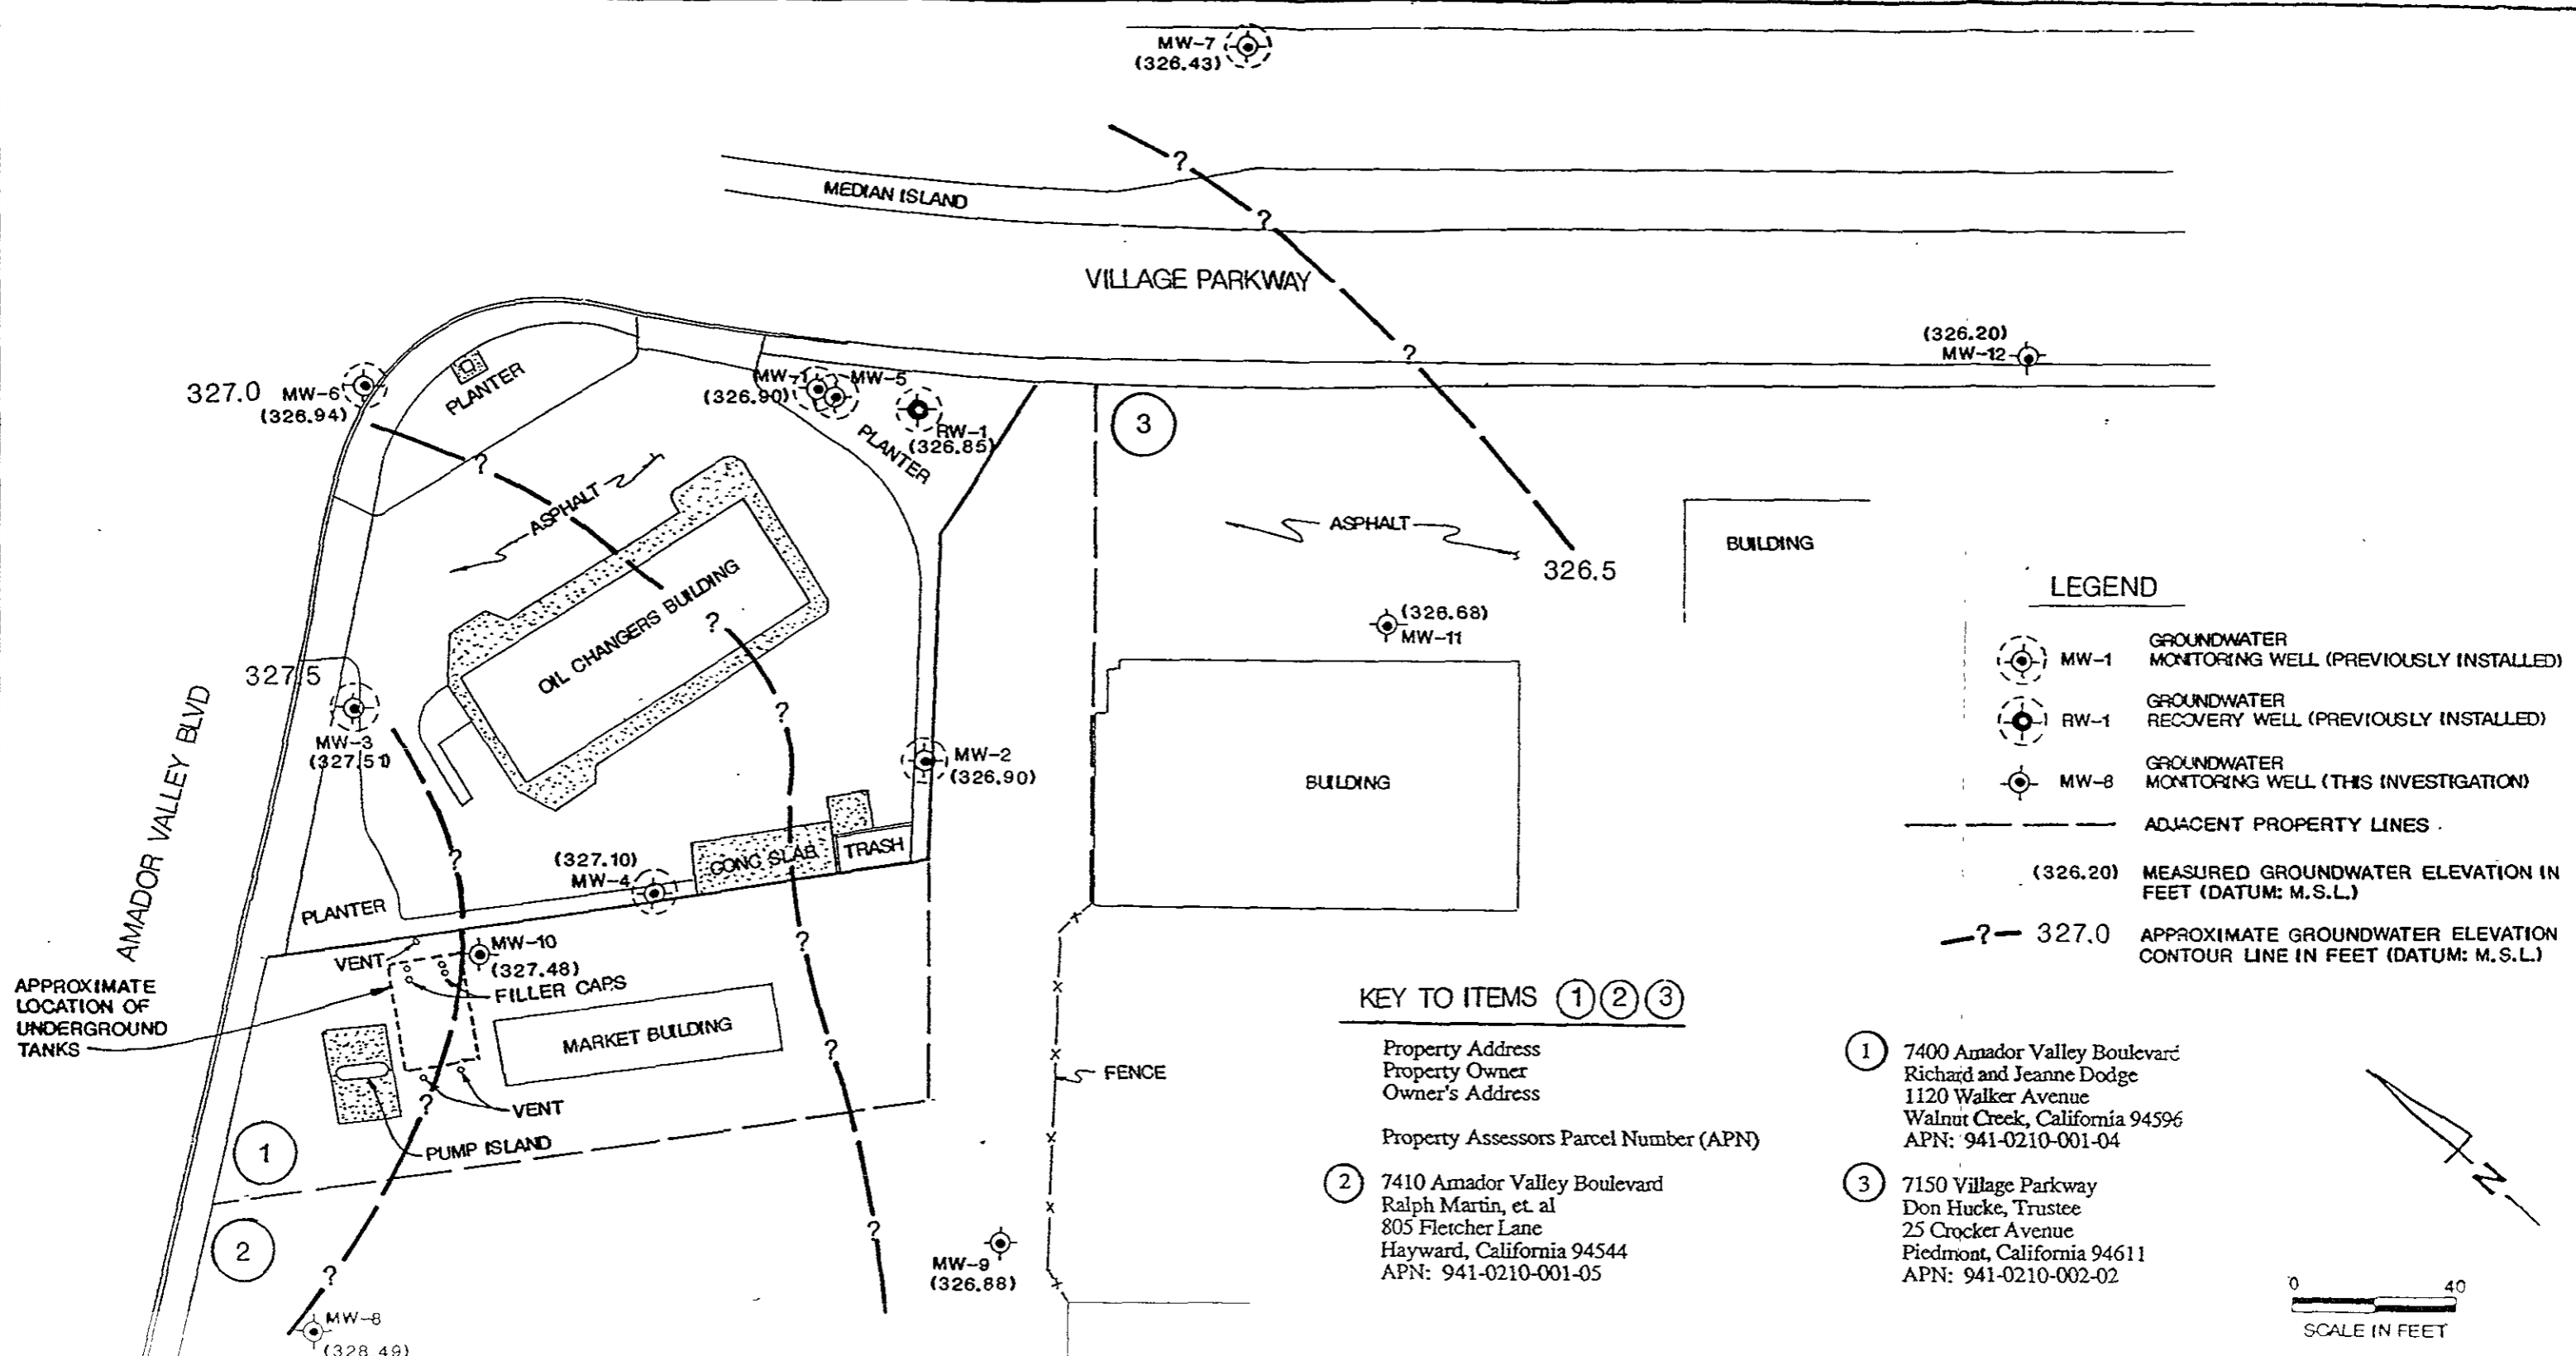 MW-7
(326.43)
MEDIAN ISLAND
VILLAGE PARKWAY
(326.20)
MW-12
327.0
MW-6
(326.94)
PLANTER
MW-1
(326.90)
MW-5
RW-1
(326.85)
PLANTER
3
ASPHALT
ASPHALT
326.5
BUILDING
OIL CHANGERS BUILDING
(326.68)
MW-11
327.5
MW-3
(327.51)
AMADOR VALLEY BLVD
MW-2
(326.90)
BUILDING
CONC SLAB
TRASH
(327.10)
MW-4
PLANTER
VENT
MW-10
(327.48)
FILLER CAPS
APPROXIMATE
LOCATION OF
UNDERGROUND
TANKS
MARKET BUILDING
VENT
PUMP ISLAND
FENCE
1
2
MW-9
(326.88)
MW-8
(328.49)
?
?
?
?
?
?
?
?
?
?
?
?
?
LEGEND
MW-1
GROUNDWATER
MONITORING WELL (PREVIOUSLY INSTALLED)
RW-1
GROUNDWATER
RECOVERY WELL (PREVIOUSLY INSTALLED)
MW-8
GROUNDWATER
MONITORING WELL (THIS INVESTIGATION)
ADJACENT PROPERTY LINES
(326.20) MEASURED GROUNDWATER ELEVATION IN
FEET (DATUM: M.S.L.)
? 327.0 APPROXIMATE GROUNDWATER ELEVATION
CONTOUR LINE IN FEET (DATUM: M.S.L.)
KEY TO ITEMS 1 2 3
Property Address
Property Owner
Owner's Address
Property Assessors Parcel Number (APN)
1 7400 Amador Valley Boulevard
Richard and Jeanne Dodge
1120 Walker Avenue
Walnut Creek, California 94596
APN: 941-0210-001-04
2 7410 Amador Valley Boulevard
Ralph Martin, et. al
805 Fletcher Lane
Hayward, California 94544
APN: 941-0210-001-05
3 7150 Village Parkway
Don Hucke, Trustee
25 Crocker Avenue
Piedmont, California 94611
APN: 941-0210-002-02
N
0 40
SCALE IN FEET